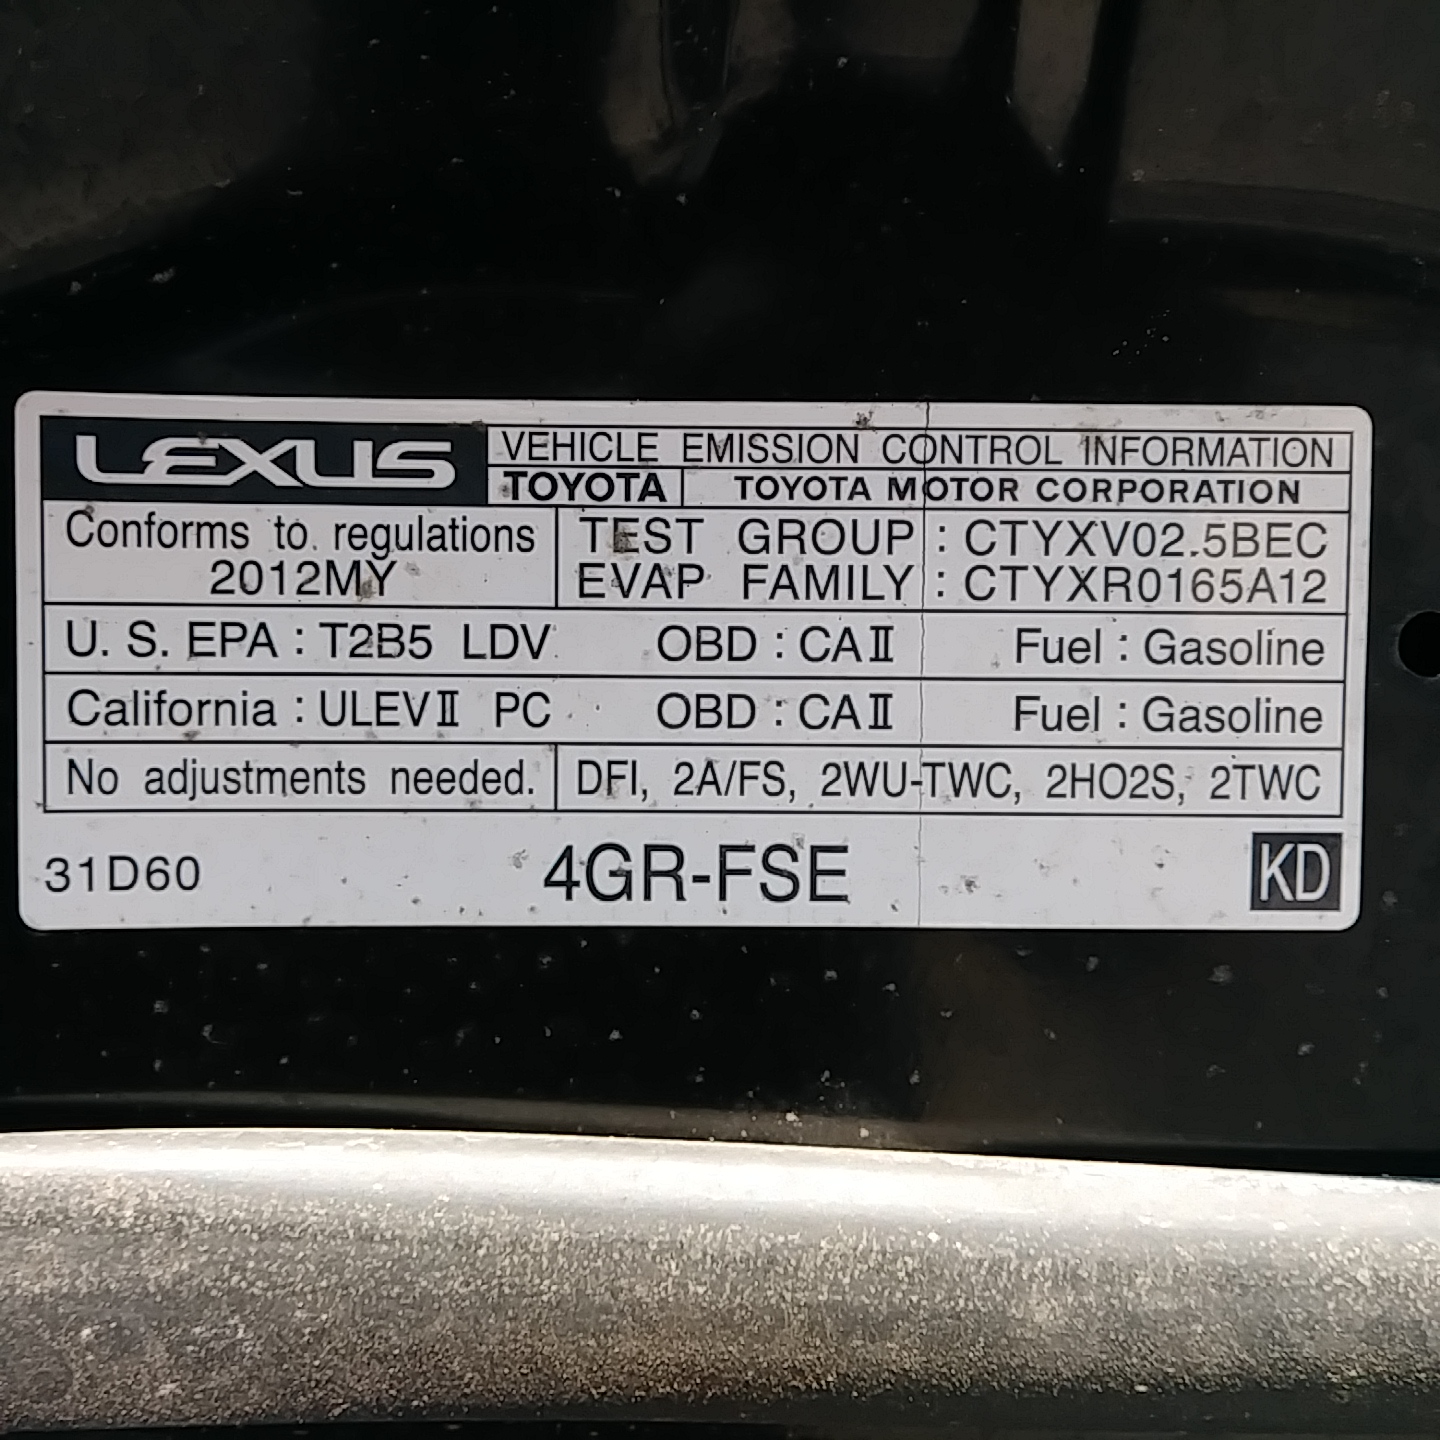 LEXUS VEHICLE EMISSION CONTROL INFORMATION
TOYOTA TOYOTA MOTOR CORPORATION
Conforms to regulations
2012MY
TEST GROUP : CTYXV02.5BEC
EVAP FAMILY : CTYXR0165A12
U. S. EPA : T2B5 LDV OBD : CAⅡ Fuel : Gasoline
California : ULEVⅡ PC OBD : CAⅡ Fuel : Gasoline
No adjustments needed. DFI, 2A/FS, 2WU-TWC, 2HO2S, 2TWC
31D60 4GR-FSE KD